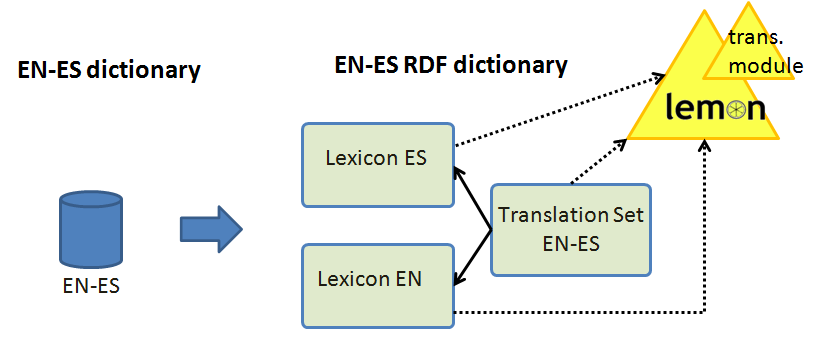 EN-ES dictionary
EN-ES RDF dictionary
trans.
module
lemon
Lexicon ES
Translation Set
EN-ES
Lexicon EN
EN-ES